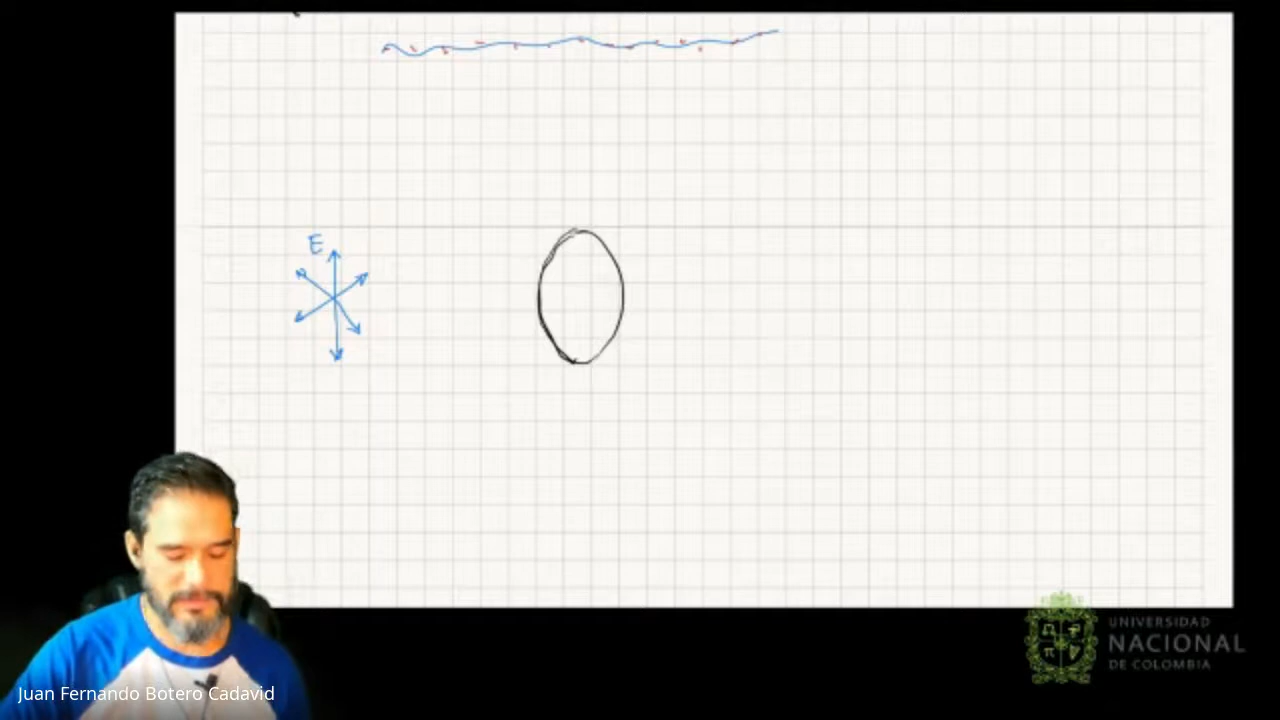 E
UNIVERSIDAD
NACIONAL
DE COLOMBIA
Juan Fernando Botero Cadavid